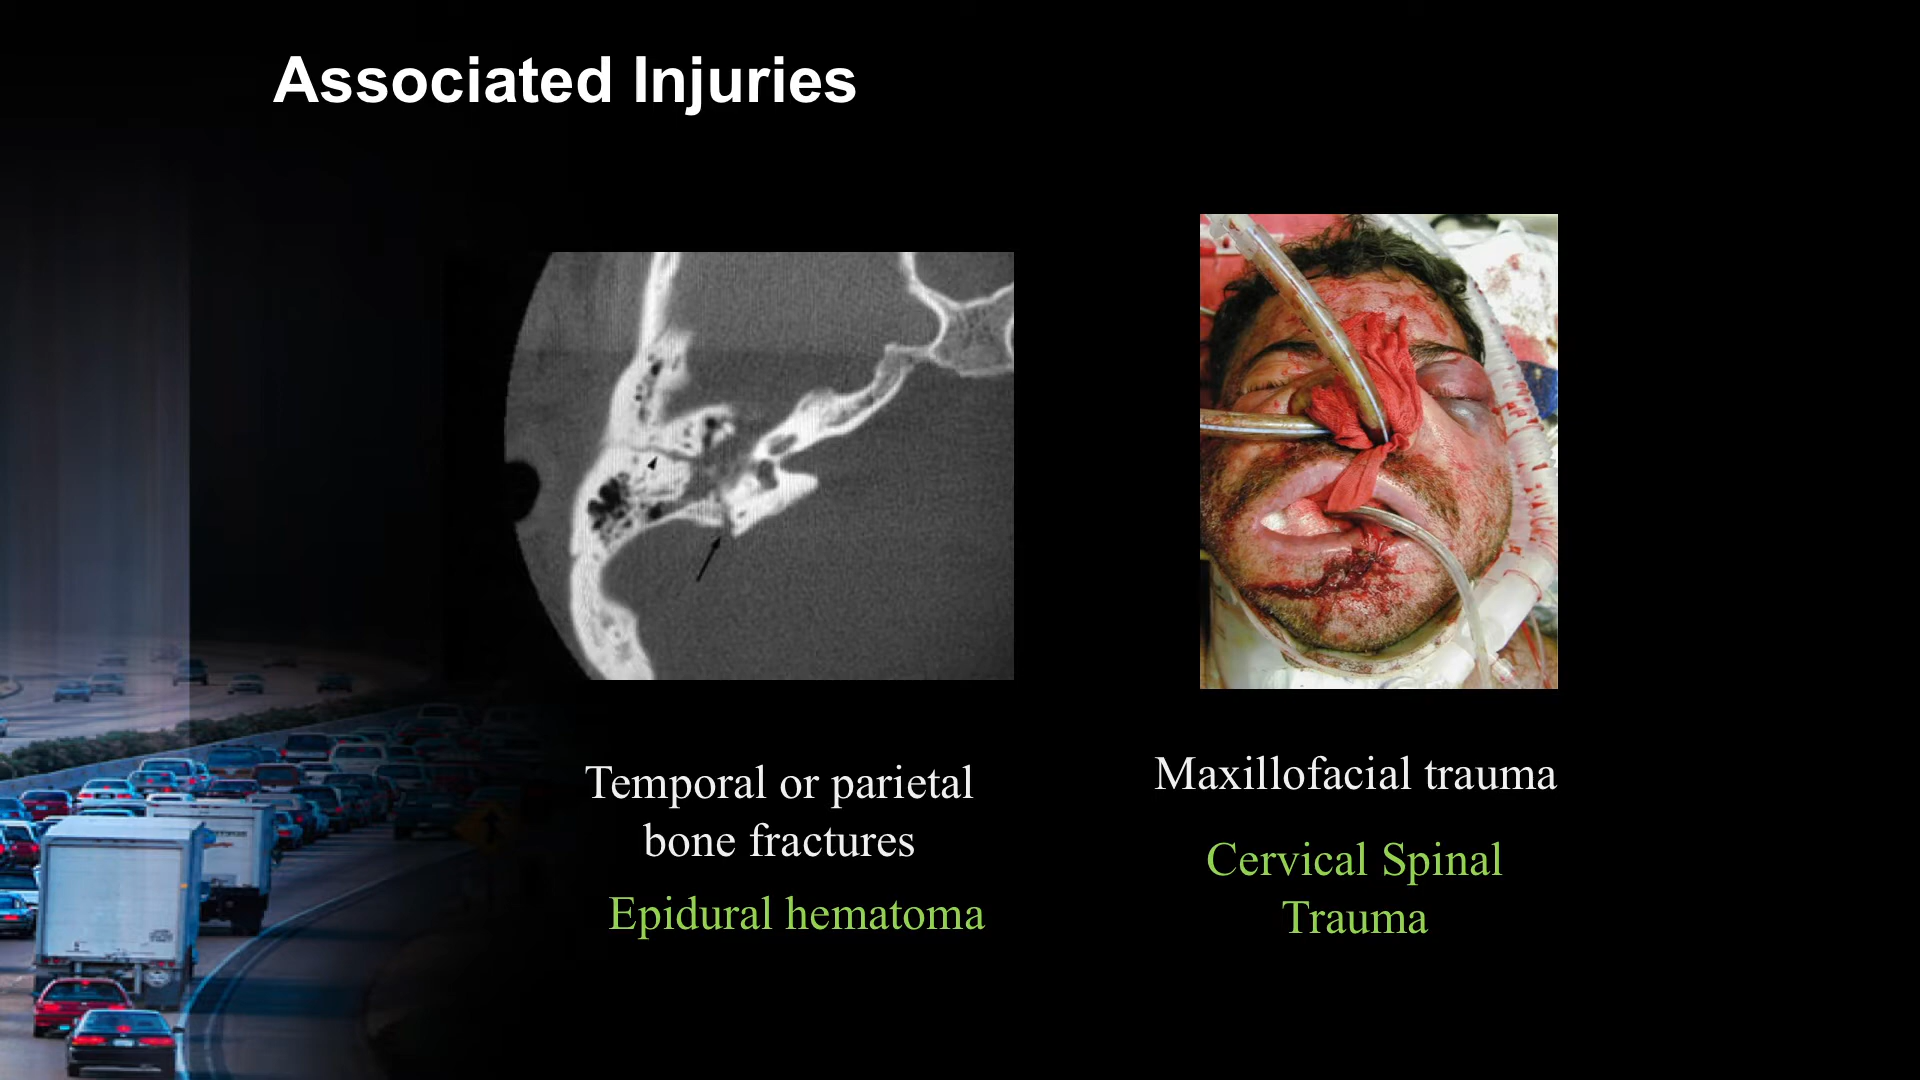 Associated Injuries
Temporal or parietal
bone fractures
Epidural hematoma
Maxillofacial trauma
Cervical Spinal
Trauma